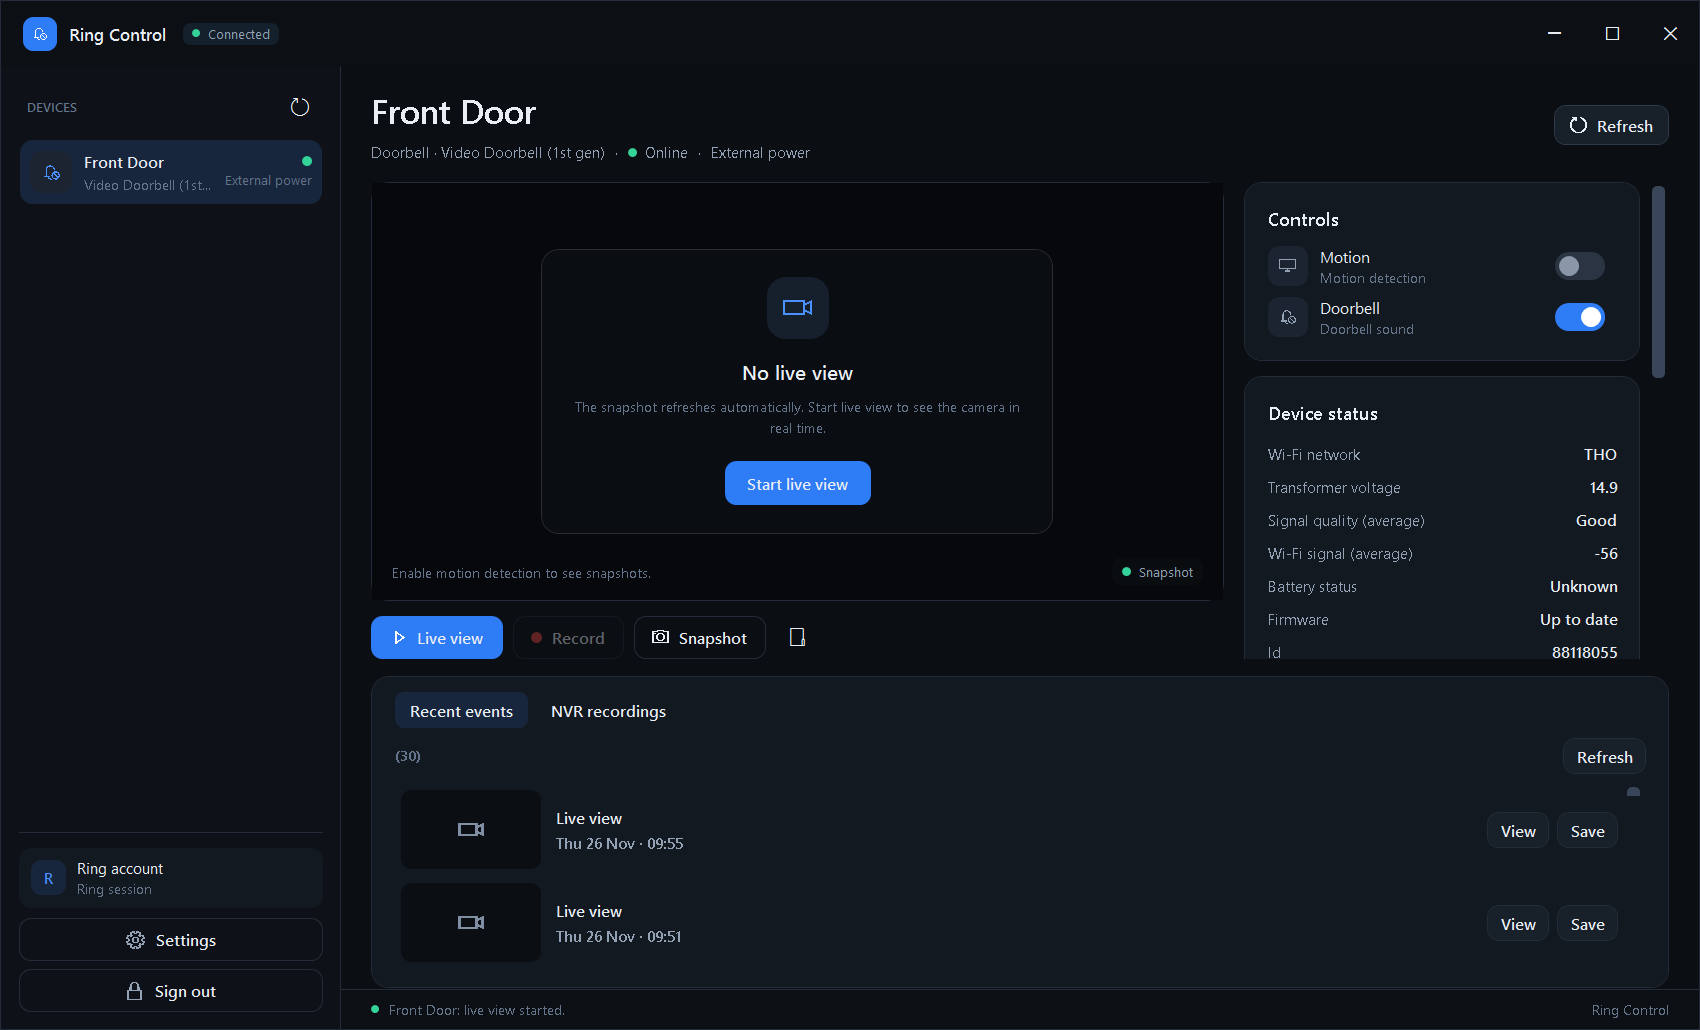 Ring Control
Connected
DEVICES
Front Door
Video Doorbell (1st...
External power
Ring account
Ring session
Settings
Sign out
Front Door
Doorbell · Video Doorbell (1st gen) · Online · External power
Refresh
No live view
The snapshot refreshes automatically. Start live view to see the camera in
real time.
Start live view
Enable motion detection to see snapshots.
Snapshot
Live view
Record
Snapshot
Controls
Motion
Motion detection
Doorbell
Doorbell sound
Device status
Wi-Fi network THO
Transformer voltage 14.9
Signal quality (average) Good
Wi-Fi signal (average) -56
Battery status Unknown
Firmware Up to date
Id 88118055
Recent events
NVR recordings
(30)
Refresh
Live view
Thu 26 Nov · 09:55
View
Save
Live view
Thu 26 Nov · 09:51
View
Save
Front Door: live view started.
Ring Control
R